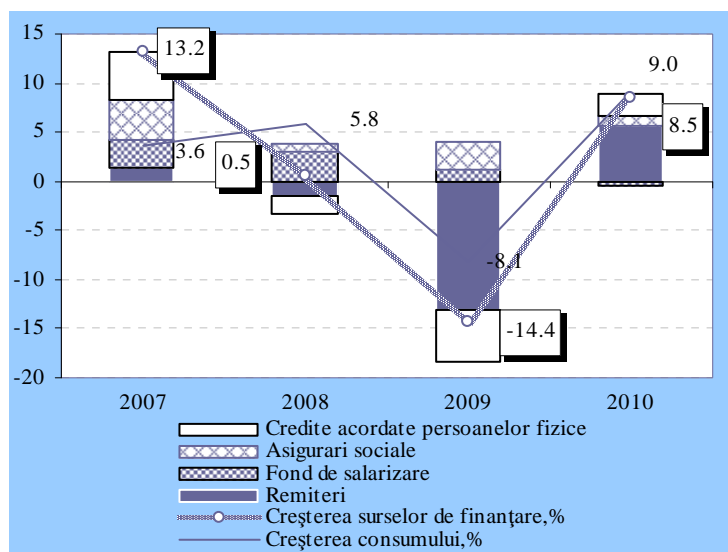 15
10
5
0
-5
-10
-15
-20
13.2
3.6
0.5
5.8
-8.1
-14.4
9.0
8.5
2007 2008 2009 2010
Credite acordate persoanelor fizice
Asigurari sociale
Fond de salarizare
Remiteri
Creşterea surselor de finanţare,%
Creşterea consumului,%